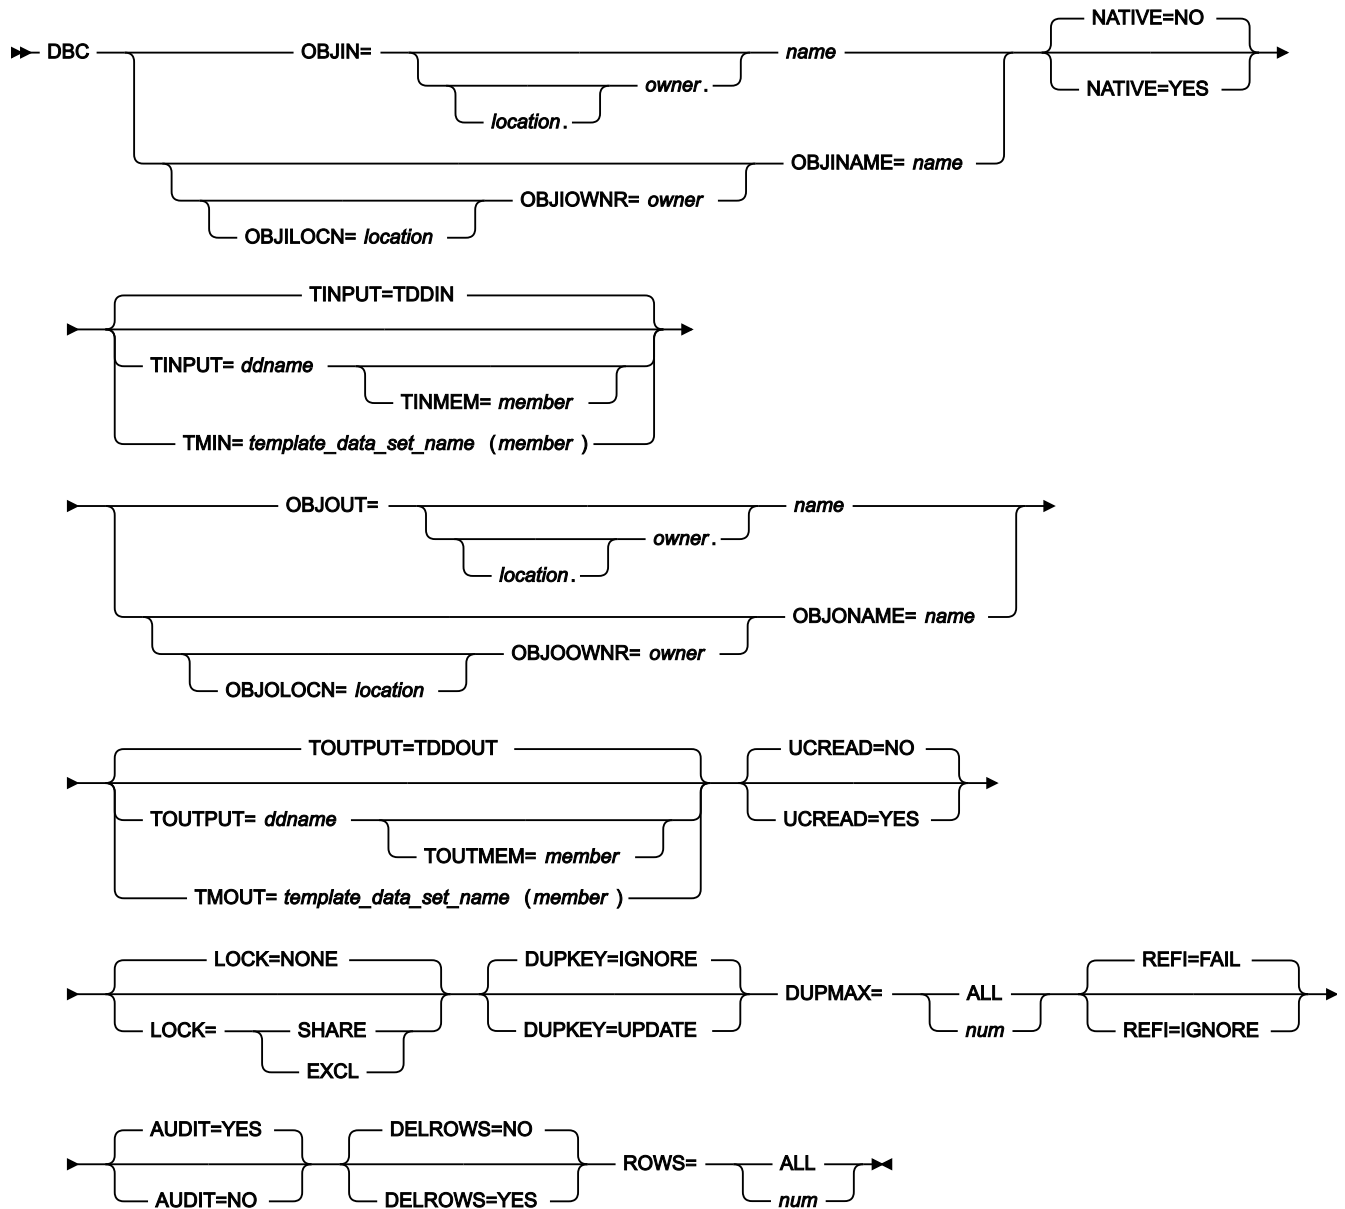 NATIVE=NO
DBC OBJIN= name
owner. NATIVE=YES
location.
OBJINAME= name
OBJIOWNR= owner
OBJILOCN= location
TINPUT=TDDIN
TINPUT= ddname
TINMEM= member
TMIN= template_data_set_name (member )
OBJOUT= name
owner.
location.
OBJONAME= name
OBJOOWNR= owner
OBJOLOCN= location
TOUTPUT=TDDOUT UCREAD=NO
TOUTPUT= ddname UCREAD=YES
TOUTMEM= member
TMOUT= template_data_set_name (member )
LOCK=NONE DUPKEY=IGNORE REFI=FAIL
DUPMAX= ALL
LOCK= SHARE DUPKEY=UPDATE num REFI=IGNORE
EXCL
AUDIT=YES DELROWS=NO
ROWS= ALL
AUDIT=NO DELROWS=YES num